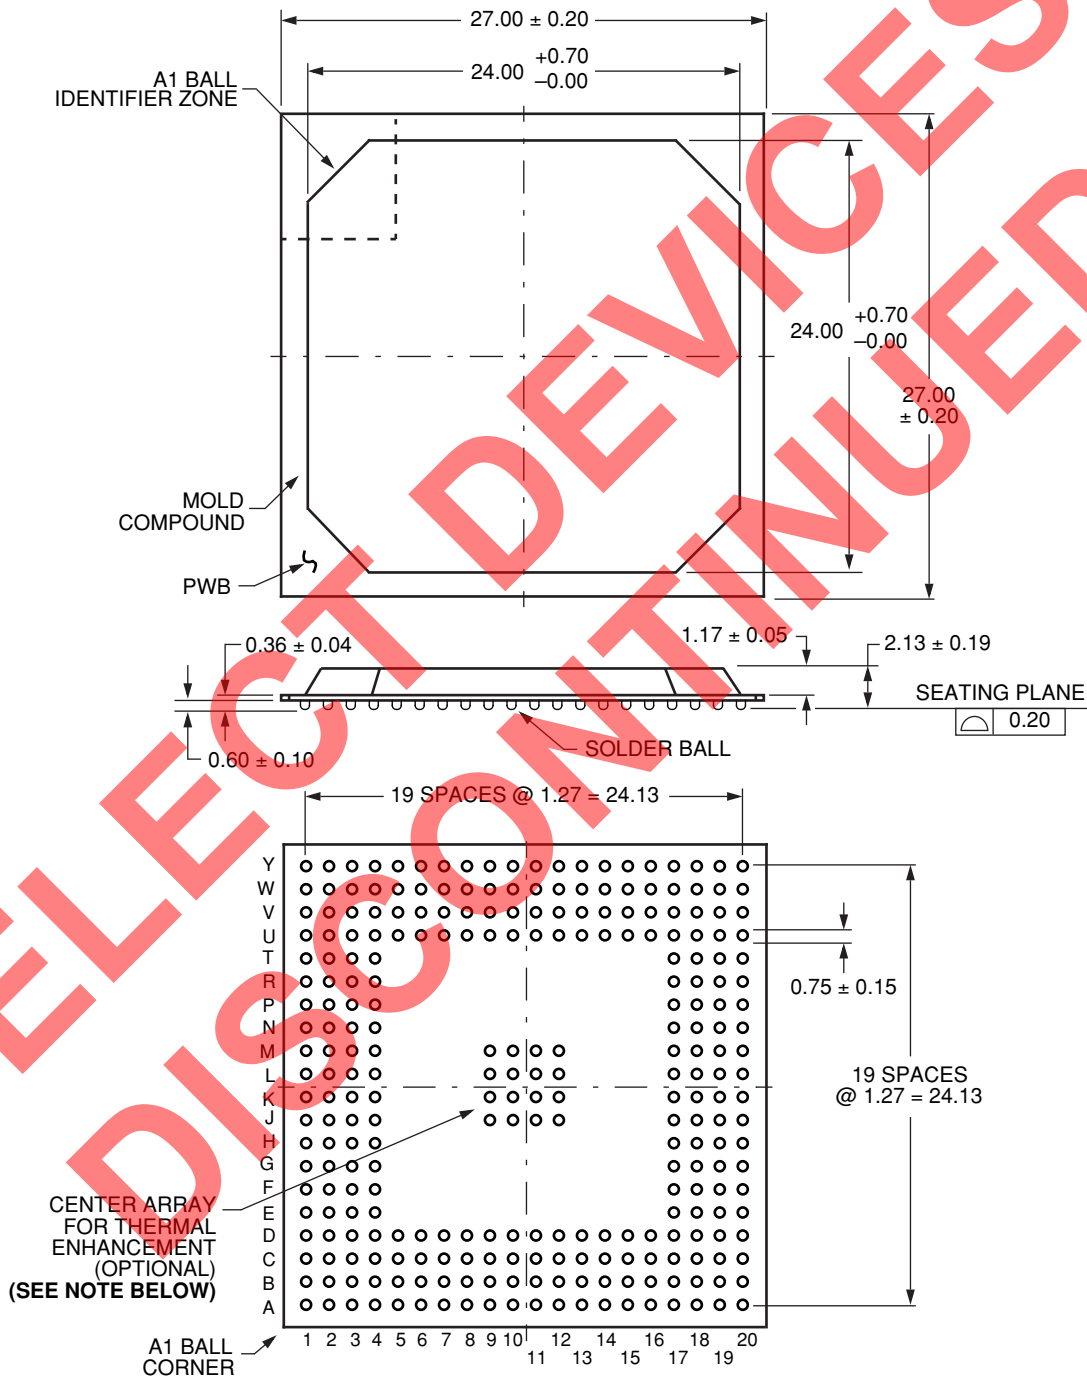 27.00 ± 0.20
24.00 +0.70 –0.00
A1 BALL
IDENTIFIER ZONE
24.00 +0.70 –0.00
27.00
± 0.20
MOLD
COMPOUND
PWB
0.36 ± 0.04
1.17 ± 0.05
2.13 ± 0.19
SEATING PLANE
0.20
SOLDER BALL
0.60 ± 0.10
19 SPACES @ 1.27 = 24.13
Y
W
V
U
T
R
P
N
M
L
K
J
H
G
F
E
D
C
B
A
0.75 ± 0.15
19 SPACES
@ 1.27 = 24.13
CENTER ARRAY
FOR THERMAL
ENHANCEMENT
(OPTIONAL)
(SEE NOTE BELOW)
1 2 3 4 5 6 7 8 9 10 12 14 16 18 20
11 13 15 17 19
A1 BALL
CORNER
ELECT DEVICES
DISCONTINUED